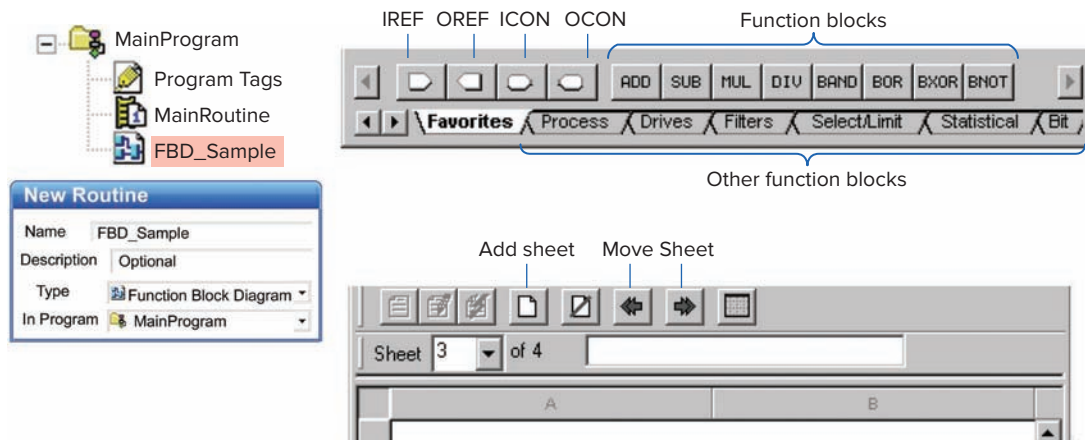 MainProgram
Program Tags
MainRoutine
FBD_Sample
New Routine
Name FBD_Sample
Description Optional
Type Function Block Diagram
In Program MainProgram
IREF OREF ICON OCON Function blocks
ADD SUB MUL DIV BAND BOR BXOR BNOT
Favorites Process Drives Filters Select/Limit Statistical Bit
Other function blocks
Add sheet Move Sheet
Sheet 3 of 4
A B